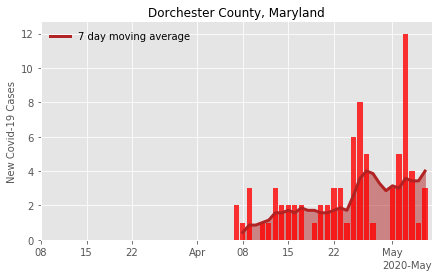 Dorchester County, Maryland
7 day moving average
New Covid-19 Cases
12
10
8
6
4
2
0
08 15 22 Apr 08 15 22 May
2020-May